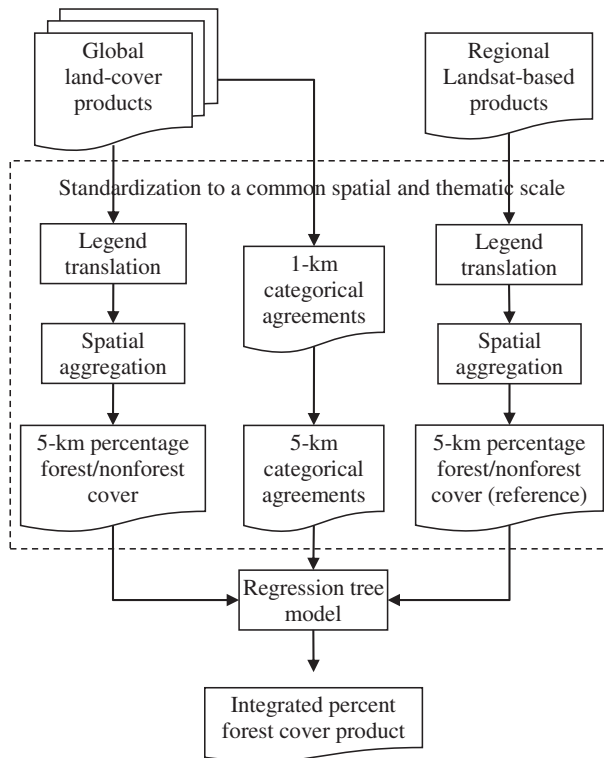 Global
land-cover
products
Regional
Landsat-based
products
Standardization to a common spatial and thematic scale
Legend
translation
1-km
categorical
agreements
Legend
translation
Spatial
aggregation
Spatial
aggregation
5-km percentage
forest/nonforest
cover
5-km
categorical
agreements
5-km percentage
forest/nonforest
cover (reference)
Regression tree
model
Integrated percent
forest cover product